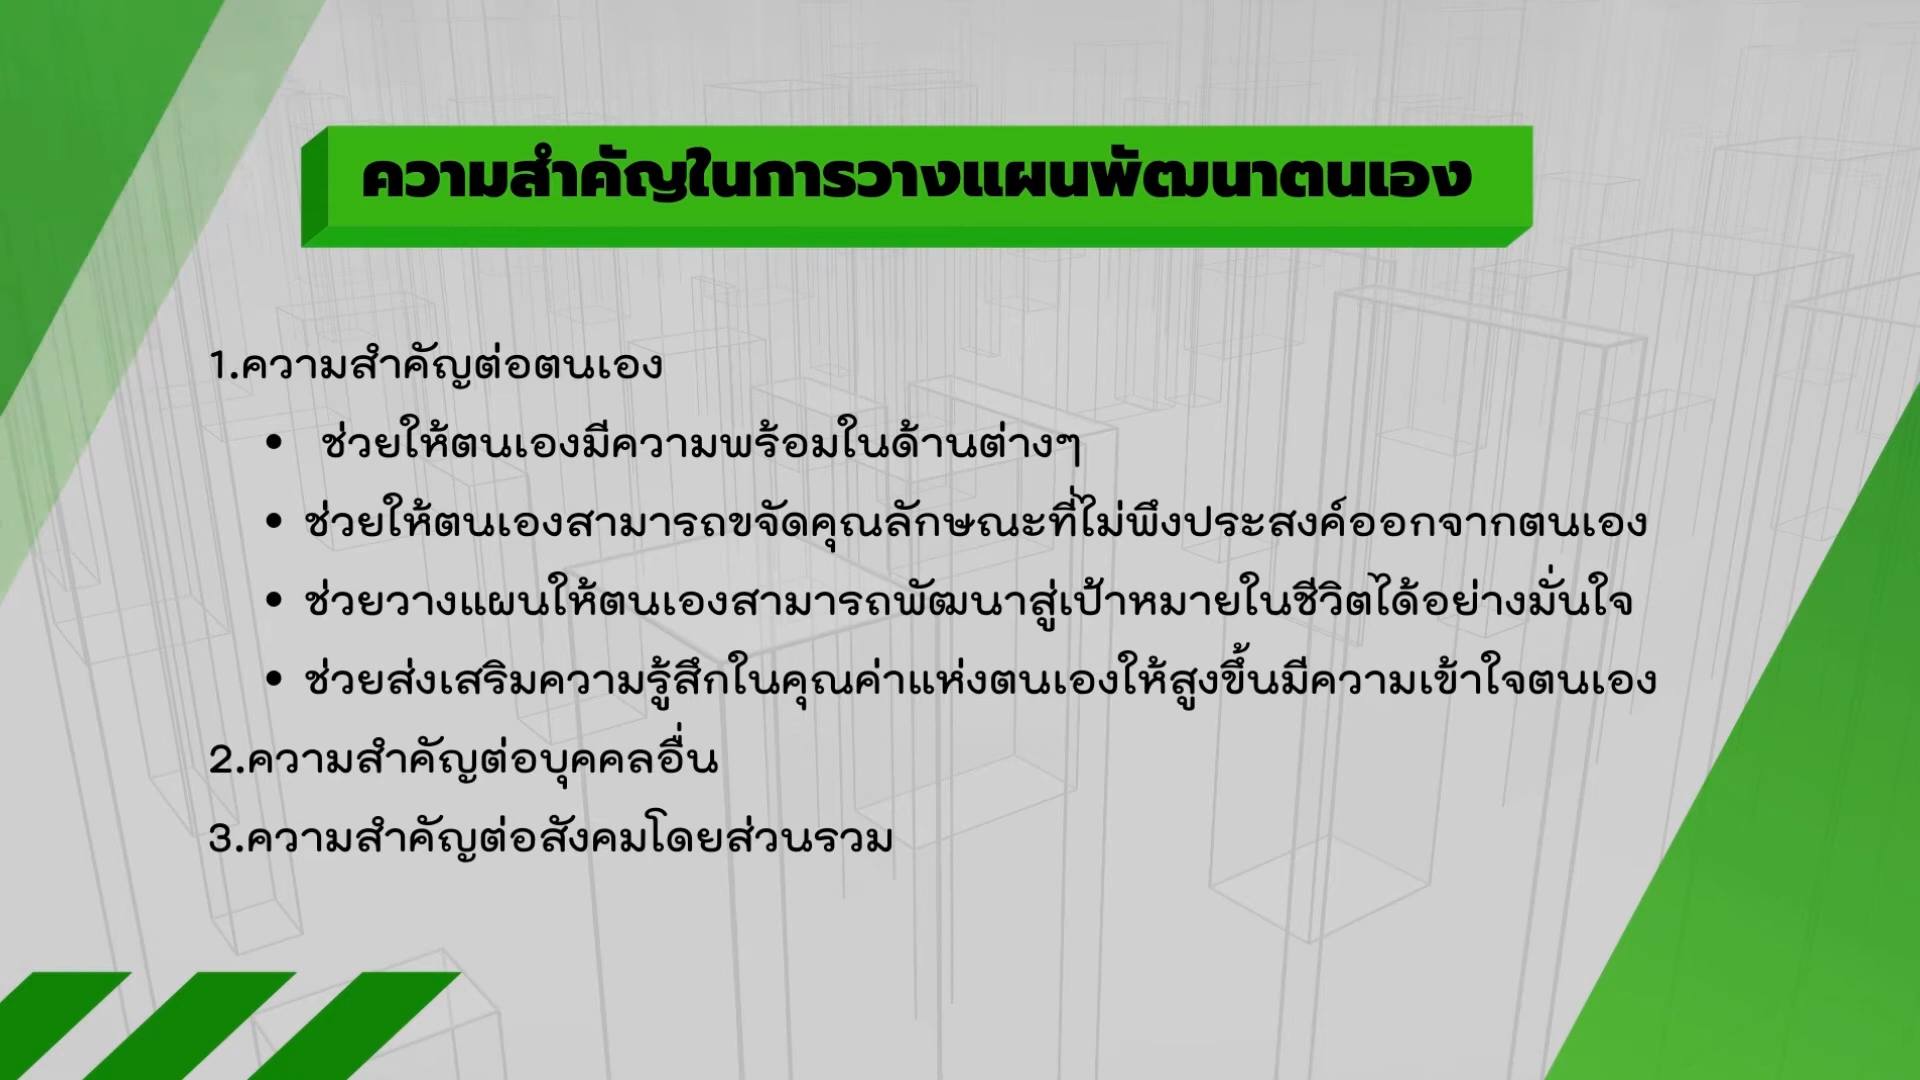 ความสำคัญในการวางแผนพัฒนาตนเอง
1.ความสำคัญต่อตนเอง
• ช่วยให้ตนเองมีความพร้อมในด้านต่างๆ
• ช่วยให้ตนเองสามารถขจัดคุณลักษณะที่ไม่พึงประสงค์ออกจากตนเอง
• ช่วยวางแผนให้ตนเองสามารถพัฒนาสู่เป้าหมายในชีวิตได้อย่างมั่นใจ
• ช่วยส่งเสริมความรู้สึกในคุณค่าแห่งตนเองให้สูงขึ้นมีความเข้าใจตนเอง
2.ความสำคัญต่อบุคคลอื่น
3.ความสำคัญต่อสังคมโดยส่วนรวม